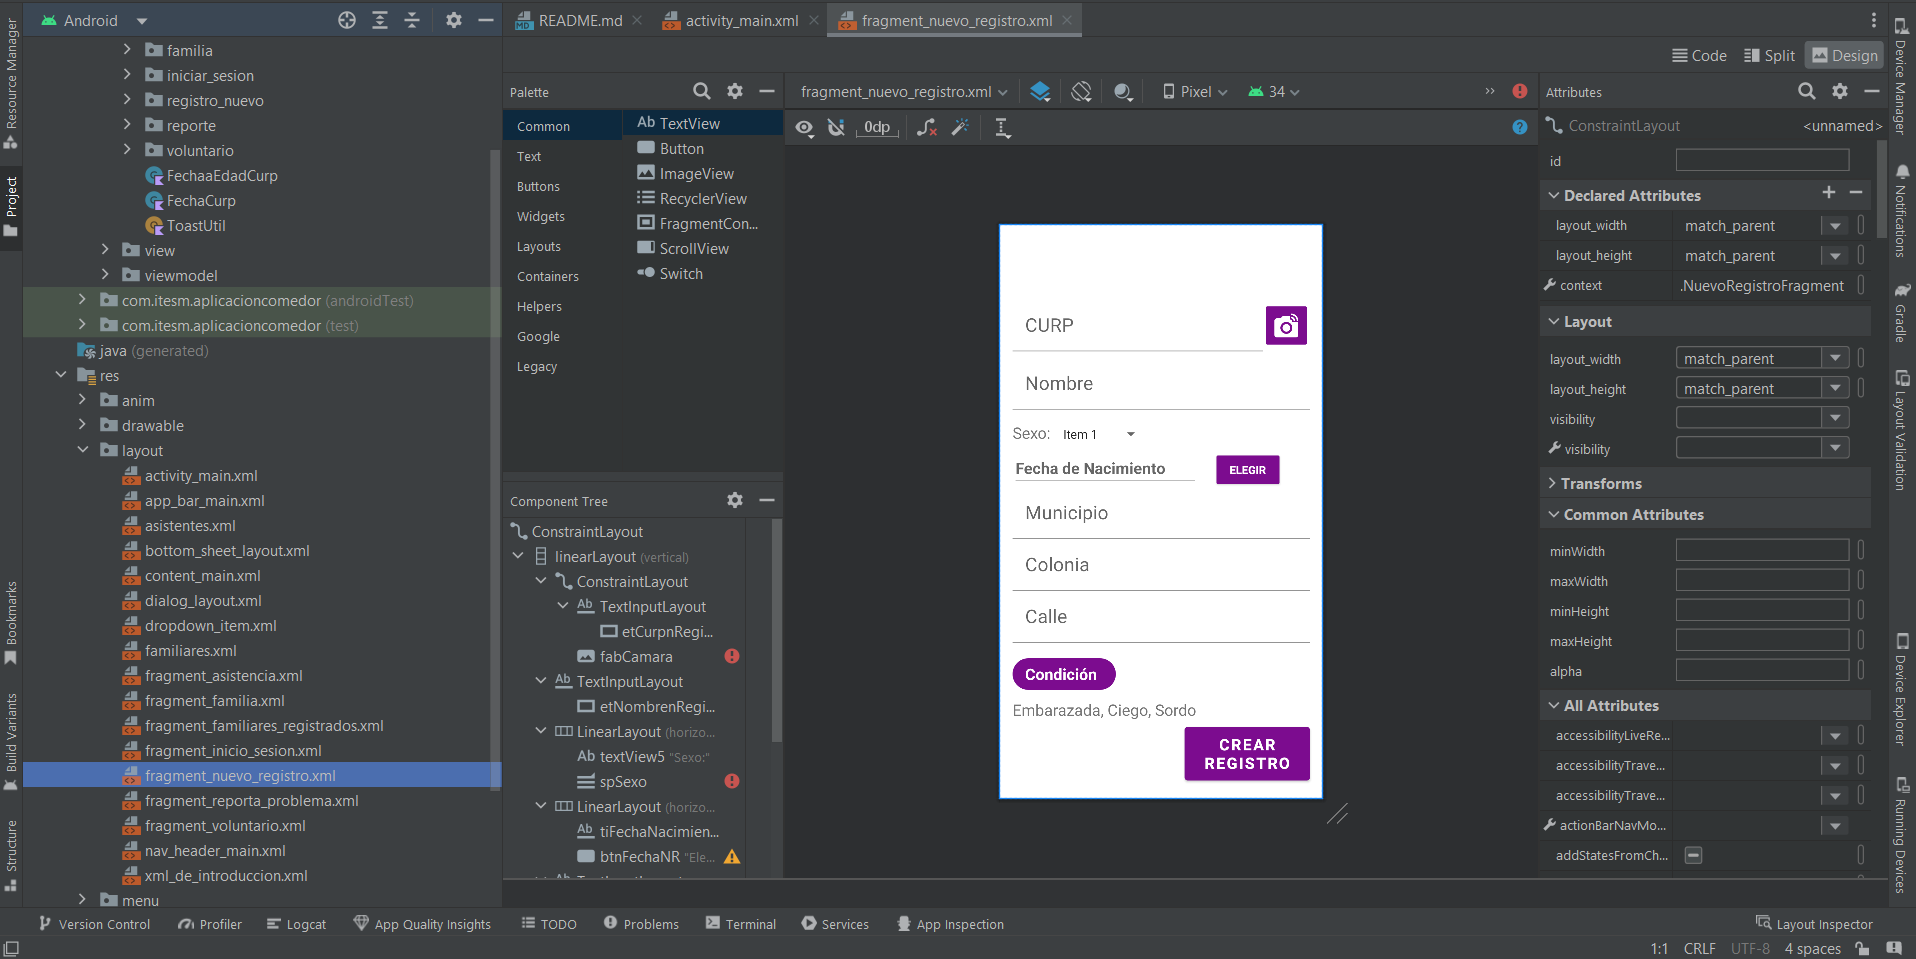 Android
README.md
activity_main.xml
fragment_nuevo_registro.xml
Code
Split
Design
Resource Manager
Project
Bookmarks
Build Variants
Structure
familia
iniciar_sesion
registro_nuevo
reporte
voluntario
FechaaEdadCurp
FechaCurp
ToastUtil
view
viewmodel
com.itesm.aplicacioncomedor (androidTest)
com.itesm.aplicacioncomedor (test)
java (generated)
res
anim
drawable
layout
activity_main.xml
app_bar_main.xml
asistentes.xml
bottom_sheet_layout.xml
content_main.xml
dialog_layout.xml
dropdown_item.xml
familiares.xml
fragment_asistencia.xml
fragment_familia.xml
fragment_familiares_registrados.xml
fragment_inicio_sesion.xml
fragment_nuevo_registro.xml
fragment_reporta_problema.xml
fragment_voluntario.xml
nav_header_main.xml
xml_de_introduccion.xml
menu
Palette
Common
Text
Buttons
Widgets
Layouts
Containers
Helpers
Google
Legacy
Ab TextView
Button
ImageView
RecyclerView
FragmentCon...
ScrollView
Switch
Component Tree
ConstraintLayout
linearLayout (vertical)
ConstraintLayout
Ab TextInputLayout
etCurpnRegi...
fabCamara
Ab TextInputLayout
etNombrenRegi...
LinearLayout (horizo...
Ab textView5 "Sexo:"
spSexo
LinearLayout (horizo...
Ab tiFechaNacimien...
btnFechaNR "Ele...
fragment_nuevo_registro.xml
Pixel
34
0dp
CURP
Nombre
Sexo: Item 1
Fecha de Nacimiento
ELEGIR
Municipio
Colonia
Calle
Condición
Embarazada, Ciego, Sordo
CREAR
REGISTRO
Attributes
ConstraintLayout
<unnamed>
id
Declared Attributes
layout_width match_parent
layout_height match_parent
context .NuevoRegistroFragment
Layout
layout_width match_parent
layout_height match_parent
visibility
visibility
Transforms
Common Attributes
minWidth
maxWidth
minHeight
maxHeight
alpha
All Attributes
accessibilityLiveRe...
accessibilityTrave...
accessibilityTrave...
actionBarNavMo...
addStatesFromCh...
Device Manager
Notifications
Gradle
Layout Validation
Device Explorer
Running Devices
Version Control
Profiler
Logcat
App Quality Insights
TODO
Problems
Terminal
Services
App Inspection
Layout Inspector
1:1
CRLF
UTF-8
4 spaces